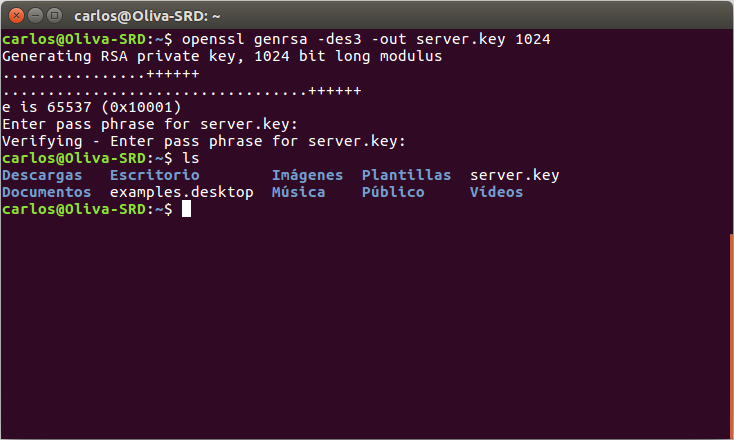 carlos@Oliva-SRD: ~
carlos@Oliva-SRD:~$ openssl genrsa -des3 -out server.key 1024
Generating RSA private key, 1024 bit long modulus
................++++++
..................................++++++
e is 65537 (0x10001)
Enter pass phrase for server.key:
Verifying - Enter pass phrase for server.key:
carlos@Oliva-SRD:~$ ls
Descargas   Escritorio        Imágenes  Plantillas  server.key
Documentos  examples.desktop  Música    Público     Vídeos
carlos@Oliva-SRD:~$